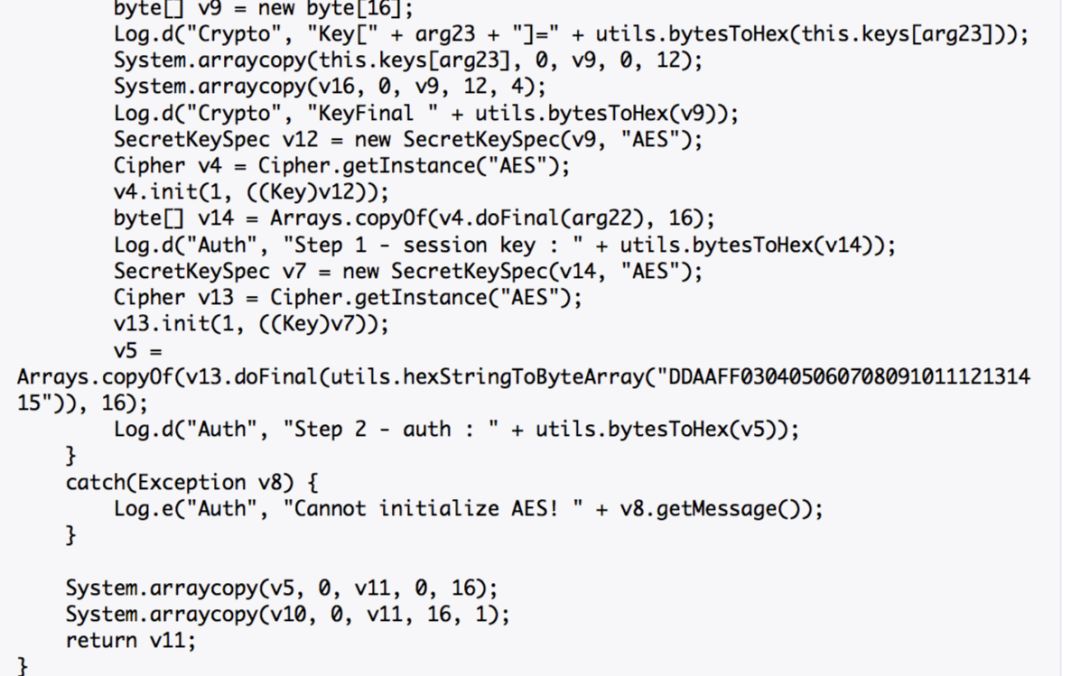 byte[] v9 = new byte[16];
Log.d("Crypto", "Key[" + arg23 + "]=" + utils.bytesToHex(this.keys[arg23]));
System.arraycopy(this.keys[arg23], 0, v9, 0, 12);
System.arraycopy(v16, 0, v9, 12, 4);
Log.d("Crypto", "KeyFinal " + utils.bytesToHex(v9));
SecretKeySpec v12 = new SecretKeySpec(v9, "AES");
Cipher v4 = Cipher.getInstance("AES");
v4.init(1, ((Key)v12));
byte[] v14 = Arrays.copyOf(v4.doFinal(arg22), 16);
Log.d("Auth", "Step 1 - session key : " + utils.bytesToHex(v14));
SecretKeySpec v7 = new SecretKeySpec(v14, "AES");
Cipher v13 = Cipher.getInstance("AES");
v13.init(1, ((Key)v7));
v5 =
Arrays.copyOf(v13.doFinal(utils.hexStringToByteArray("DDAAFF030405060708091011121314
15")), 16);
Log.d("Auth", "Step 2 - auth : " + utils.bytesToHex(v5));
}
catch(Exception v8) {
Log.e("Auth", "Cannot initialize AES! " + v8.getMessage());
}
System.arraycopy(v5, 0, v11, 0, 16);
System.arraycopy(v10, 0, v11, 16, 1);
return v11;
}